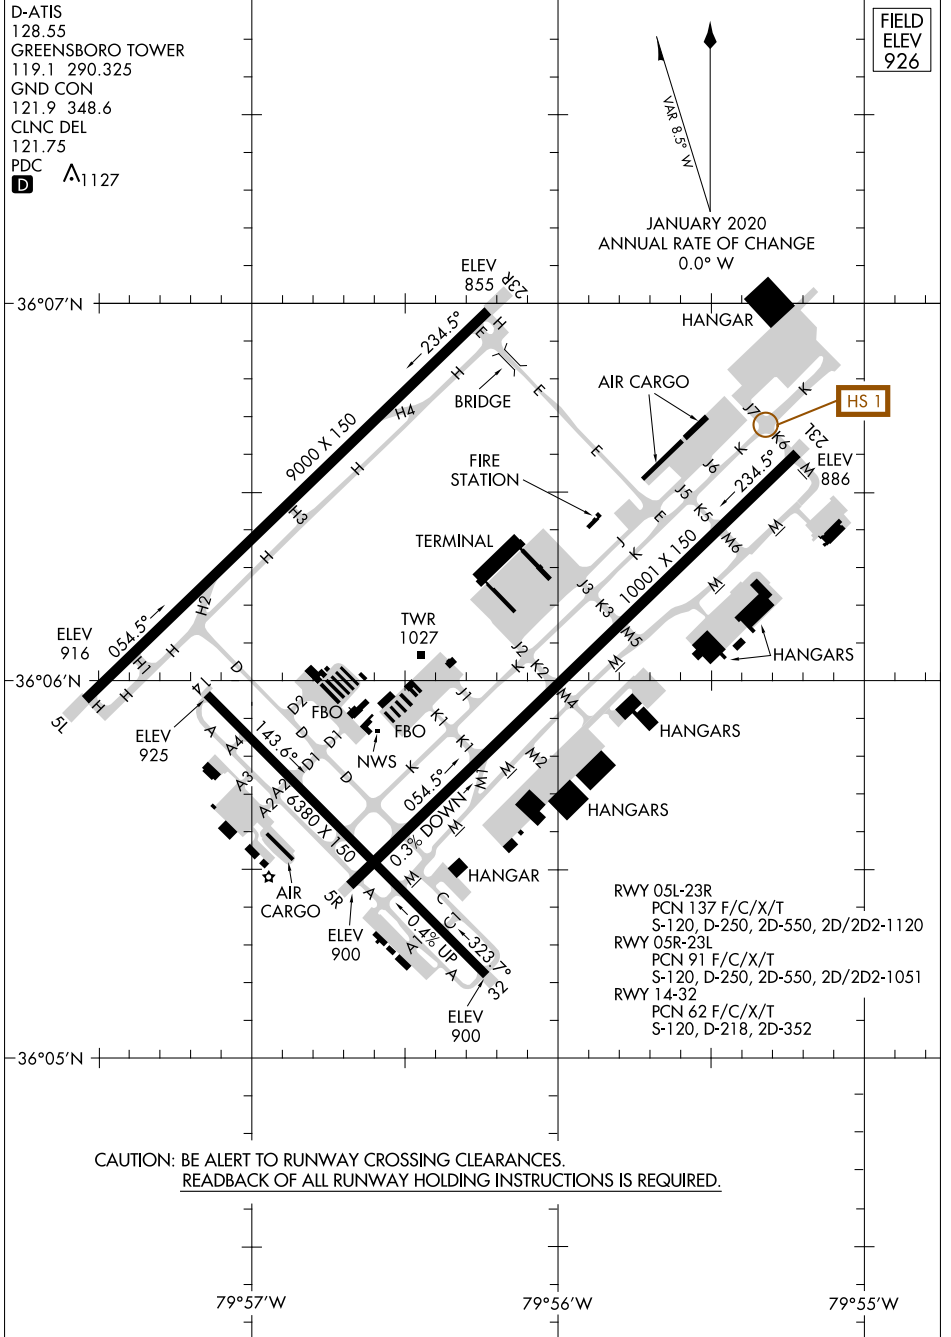 D-ATIS
128.55
GREENSBORO TOWER
119.1 290.325
GND CON
121.9 348.6
CLNC DEL
121.75
PDC
D
1127
FIELD
ELEV
926
VAR 8.5° W
JANUARY 2020
ANNUAL RATE OF CHANGE
0.0° W
36°07'N
ELEV
855
23R
HANGAR
234.5°
H
E
H
BRIDGE
E
AIR CARGO
HS 1
J7
K
K6
23L
H4
9000 X 150
H
E
FIRE
STATION
J6
K
234.5°
ELEV
886
M
J5
K5
E
H3
M
M6
TERMINAL
J
K
10001 X 150
H
M
J3
K3
H2
054.5°
TWR
1027
M5
ELEV
916
H1
H
D
J2
K2
K
M
HANGARS
HANGARS
36°06'N
H
H
5L
14
D2
FBO
FBO
J1
M4
HANGARS
ELEV
925
A
A4
143.6°
D
D1
D1
NWS
K1
K1
M2
A3
A2
A2
D
K
054.5°
M1
M
HANGARS
6380 X 150
0.3% DOWN
M
AIR
CARGO
5R
A
M
HANGAR
C
C1
ELEV
900
0.4% UP
A1
A
323.7°
32
ELEV
900
RWY 05L-23R
PCN 137 F/C/X/T
S-120, D-250, 2D-550, 2D/2D2-1120
RWY 05R-23L
PCN 91 F/C/X/T
S-120, D-250, 2D-550, 2D/2D2-1051
RWY 14-32
PCN 62 F/C/X/T
S-120, D-218, 2D-352
36°05'N
CAUTION: BE ALERT TO RUNWAY CROSSING CLEARANCES.
READBACK OF ALL RUNWAY HOLDING INSTRUCTIONS IS REQUIRED.
79°57'W
79°56'W
79°55'W